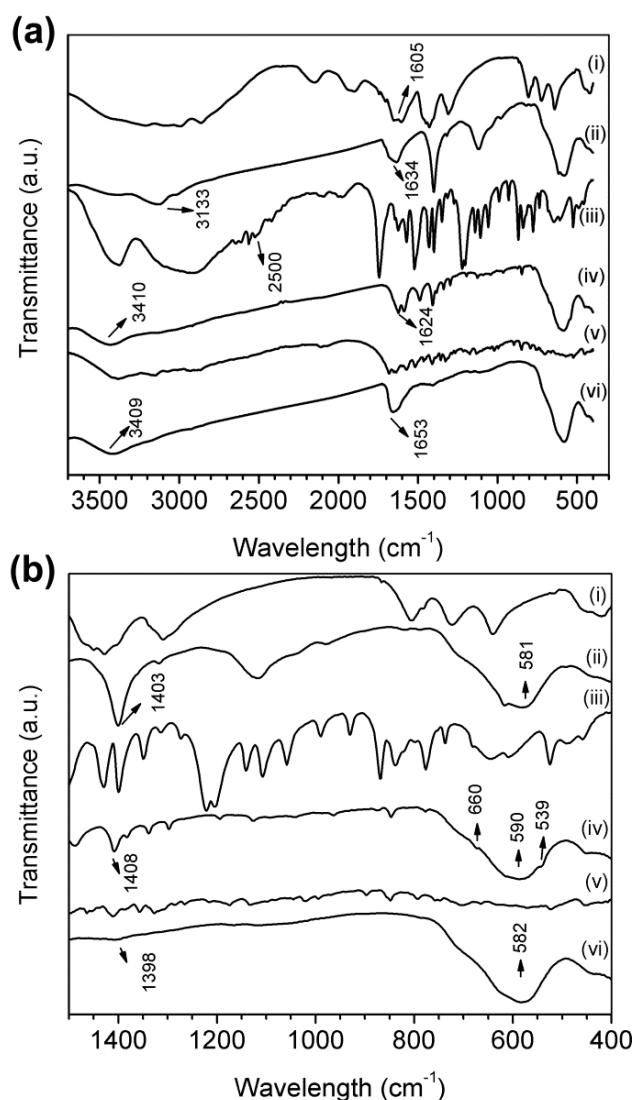 (a)
1605
(i)
(ii)
3133
1634
(iii)
2500
(iv)
3410
1624
(v)
(vi)
3409
1653
Transmittance (a.u.)
3500 3000 2500 2000 1500 1000 500
Wavelength (cm⁻¹)
(b)
(i)
(ii)
581
1403
(iii)
660
590
539
(iv)
1408
(v)
(vi)
1398
582
Transmittance (a.u.)
1400 1200 1000 800 600 400
Wavelength (cm⁻¹)